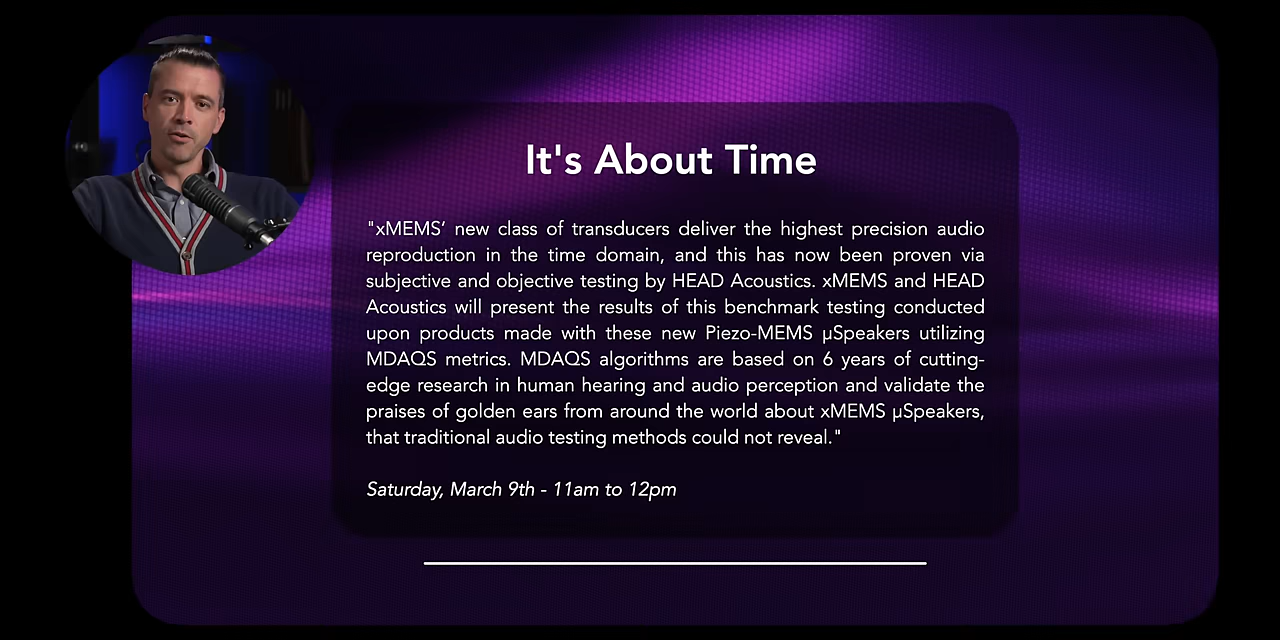 It's About Time
"xMEMS’ new class of transducers deliver the highest precision audio
reproduction in the time domain, and this has now been proven via
subjective and objective testing by HEAD Acoustics. xMEMS and HEAD
Acoustics will present the results of this benchmark testing conducted
upon products made with these new Piezo-MEMS µSpeakers utilizing
MDAQS metrics. MDAQS algorithms are based on 6 years of cutting-
edge research in human hearing and audio perception and validate the
praises of golden ears from around the world about xMEMS µSpeakers,
that traditional audio testing methods could not reveal."
Saturday, March 9th - 11am to 12pm